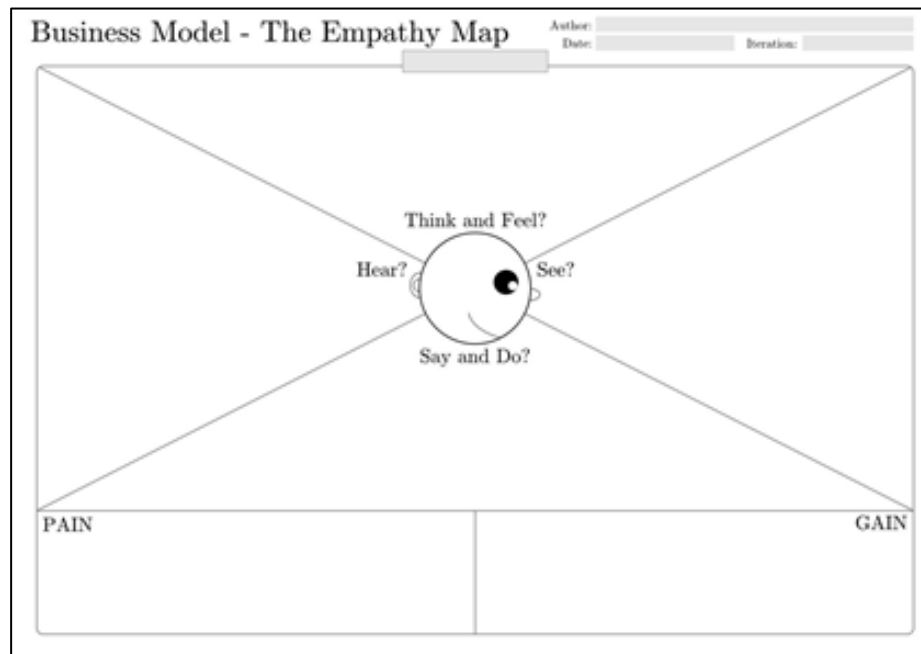 Business Model - The Empathy Map
Author:
Date:
Iteration:
Think and Feel?
Hear?
See?
Say and Do?
PAIN
GAIN